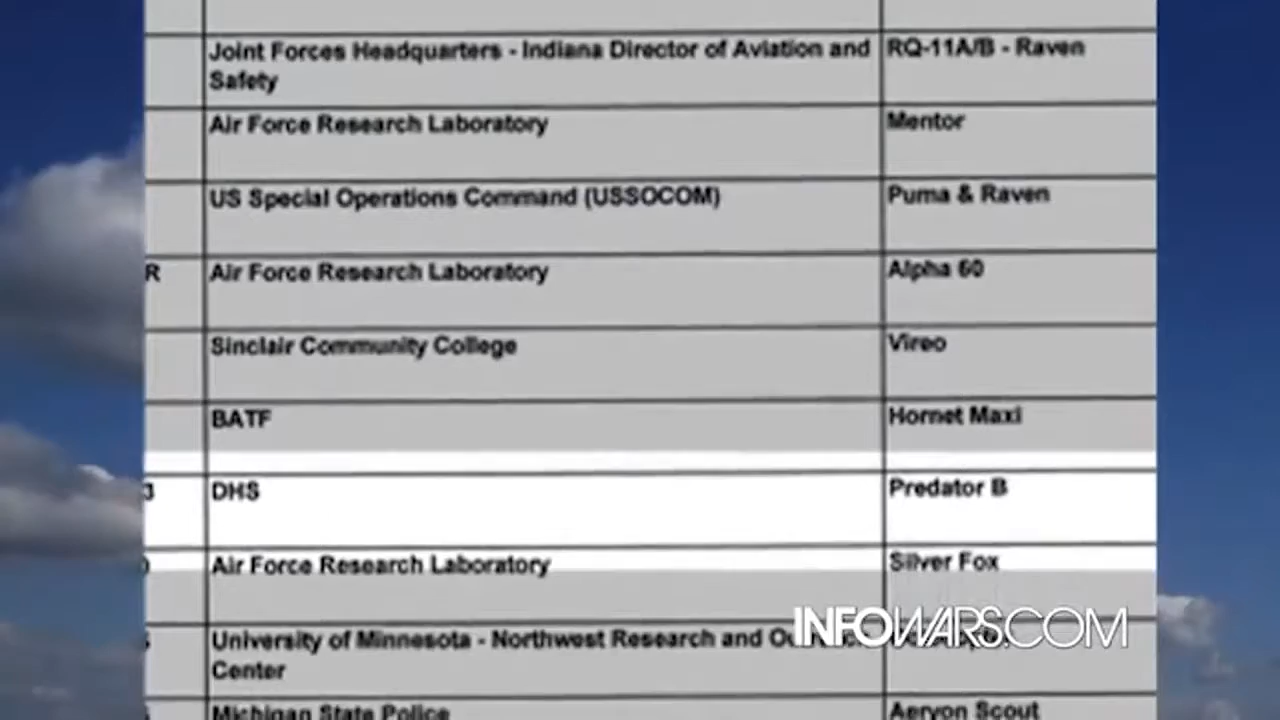 Joint Forces Headquarters - Indiana Director of Aviation and
Safety
RQ-11A/B - Raven
Air Force Research Laboratory
Mentor
US Special Operations Command (USSOCOM)
Puma & Raven
R
Air Force Research Laboratory
Alpha 60
Sinclair Community College
Vireo
BATF
Hornet Maxi
3
DHS
Predator B
Air Force Research Laboratory
Silver Fox
University of Minnesota - Northwest Research and
Center
INFOWARS.COM
Michigan State Police
Aeryon Scout